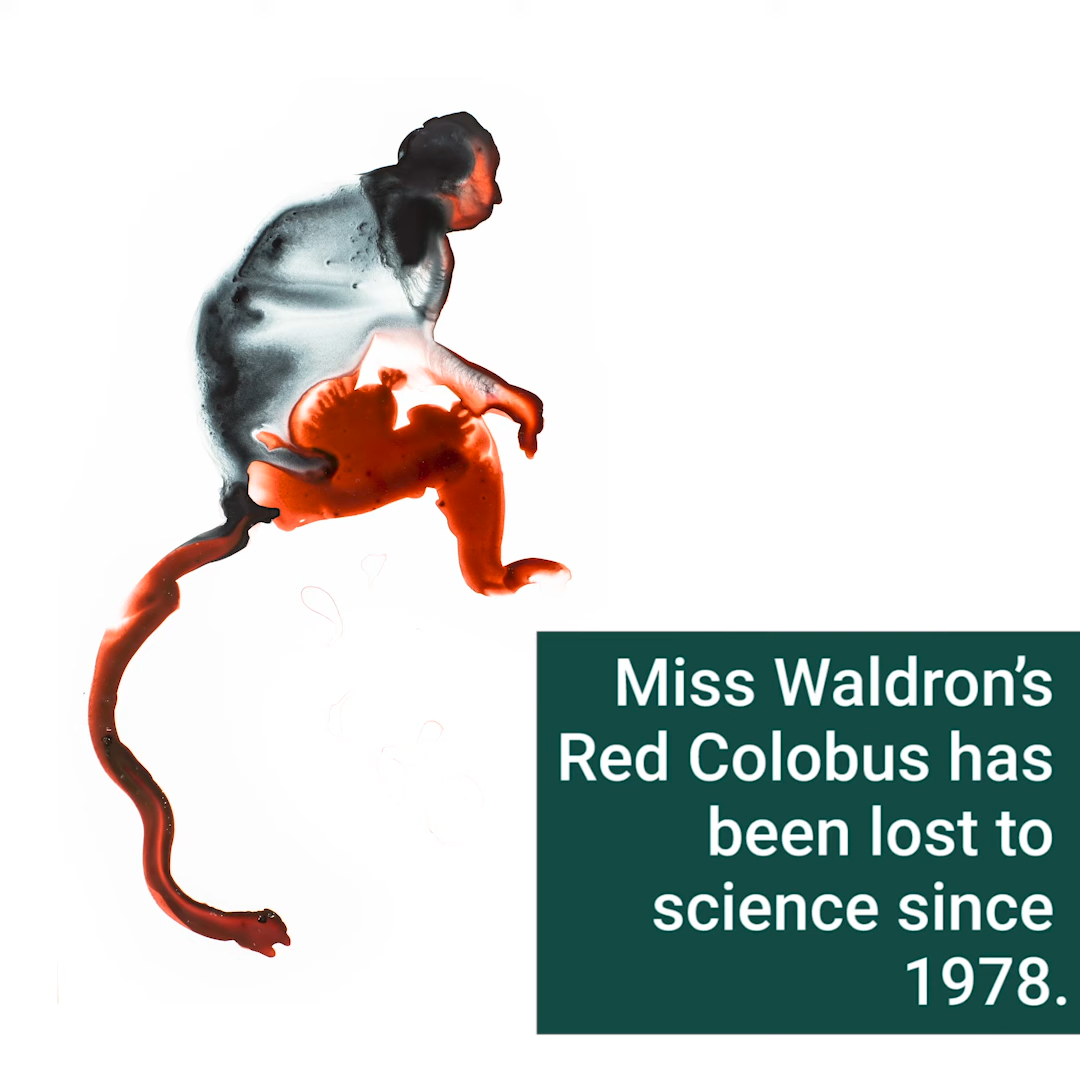 Miss Waldron’s
Red Colobus has
been lost to
science since
1978.